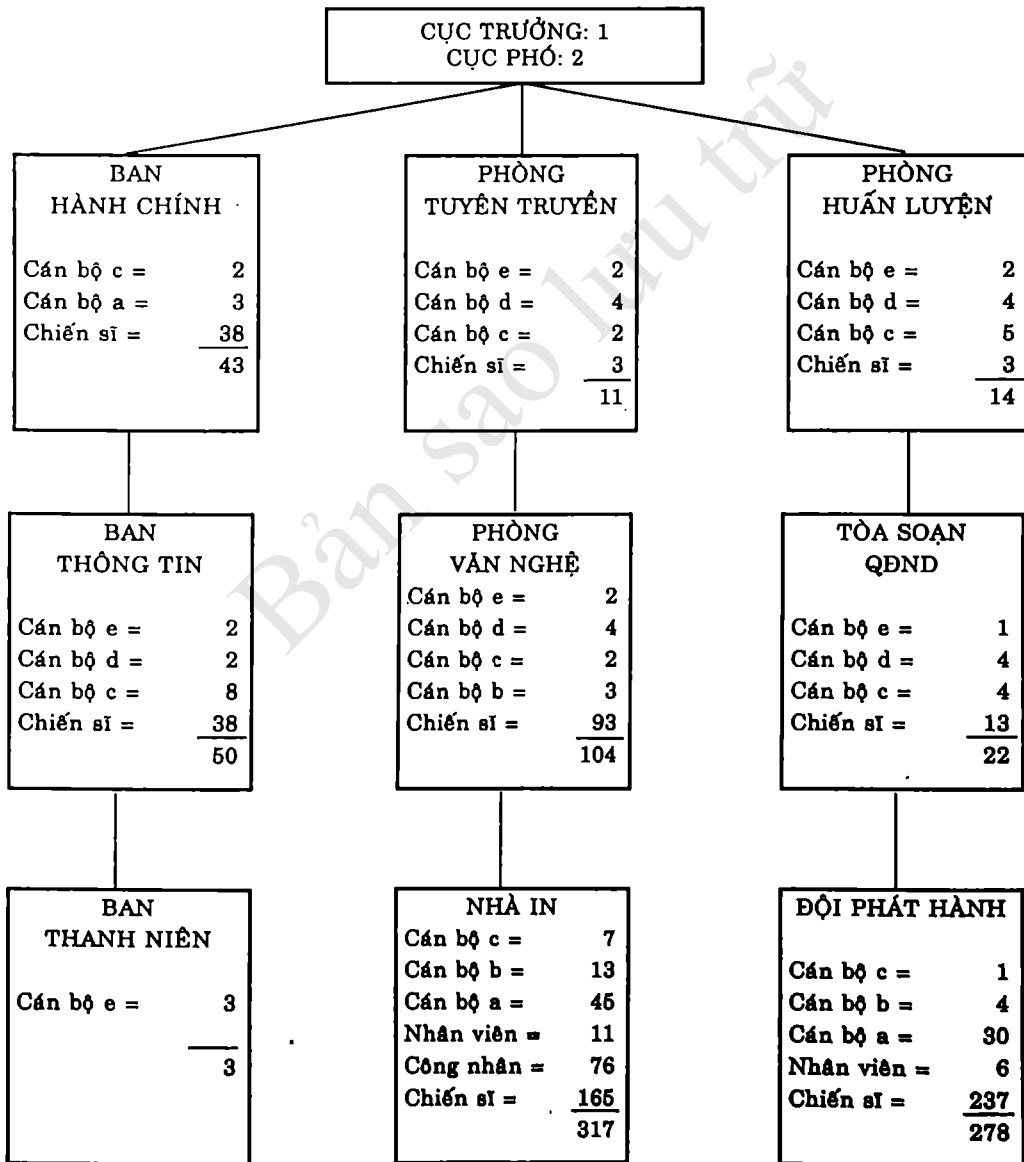 CỤC TRƯỞNG: 1
CỤC PHÓ: 2
BAN
HÀNH CHÍNH
Cán bộ c = 2
Cán bộ a = 3
Chiến sĩ = 38
43
PHÒNG
TUYÊN TRUYỀN
Cán bộ e = 2
Cán bộ d = 4
Cán bộ c = 2
Chiến sĩ = 3
11
PHÒNG
HUẤN LUYỆN
Cán bộ e = 2
Cán bộ d = 4
Cán bộ c = 5
Chiến sĩ = 3
14
BAN
THÔNG TIN
Cán bộ e = 2
Cán bộ d = 2
Cán bộ c = 8
Chiến sĩ = 38
50
PHÒNG
VĂN NGHỆ
Cán bộ e = 2
Cán bộ d = 4
Cán bộ c = 2
Cán bộ b = 3
Chiến sĩ = 93
104
TÒA SOẠN
QĐND
Cán bộ e = 1
Cán bộ d = 4
Cán bộ c = 4
Chiến sĩ = 13
22
BAN
THANH NIÊN
Cán bộ e = 3
3
NHÀ IN
Cán bộ c = 7
Cán bộ b = 13
Cán bộ a = 45
Nhân viên = 11
Công nhân = 76
Chiến sĩ = 165
317
ĐỘI PHÁT HÀNH
Cán bộ c = 1
Cán bộ b = 4
Cán bộ a = 30
Nhân viên = 6
Chiến sĩ = 237
278
Bản sao lưu trữ